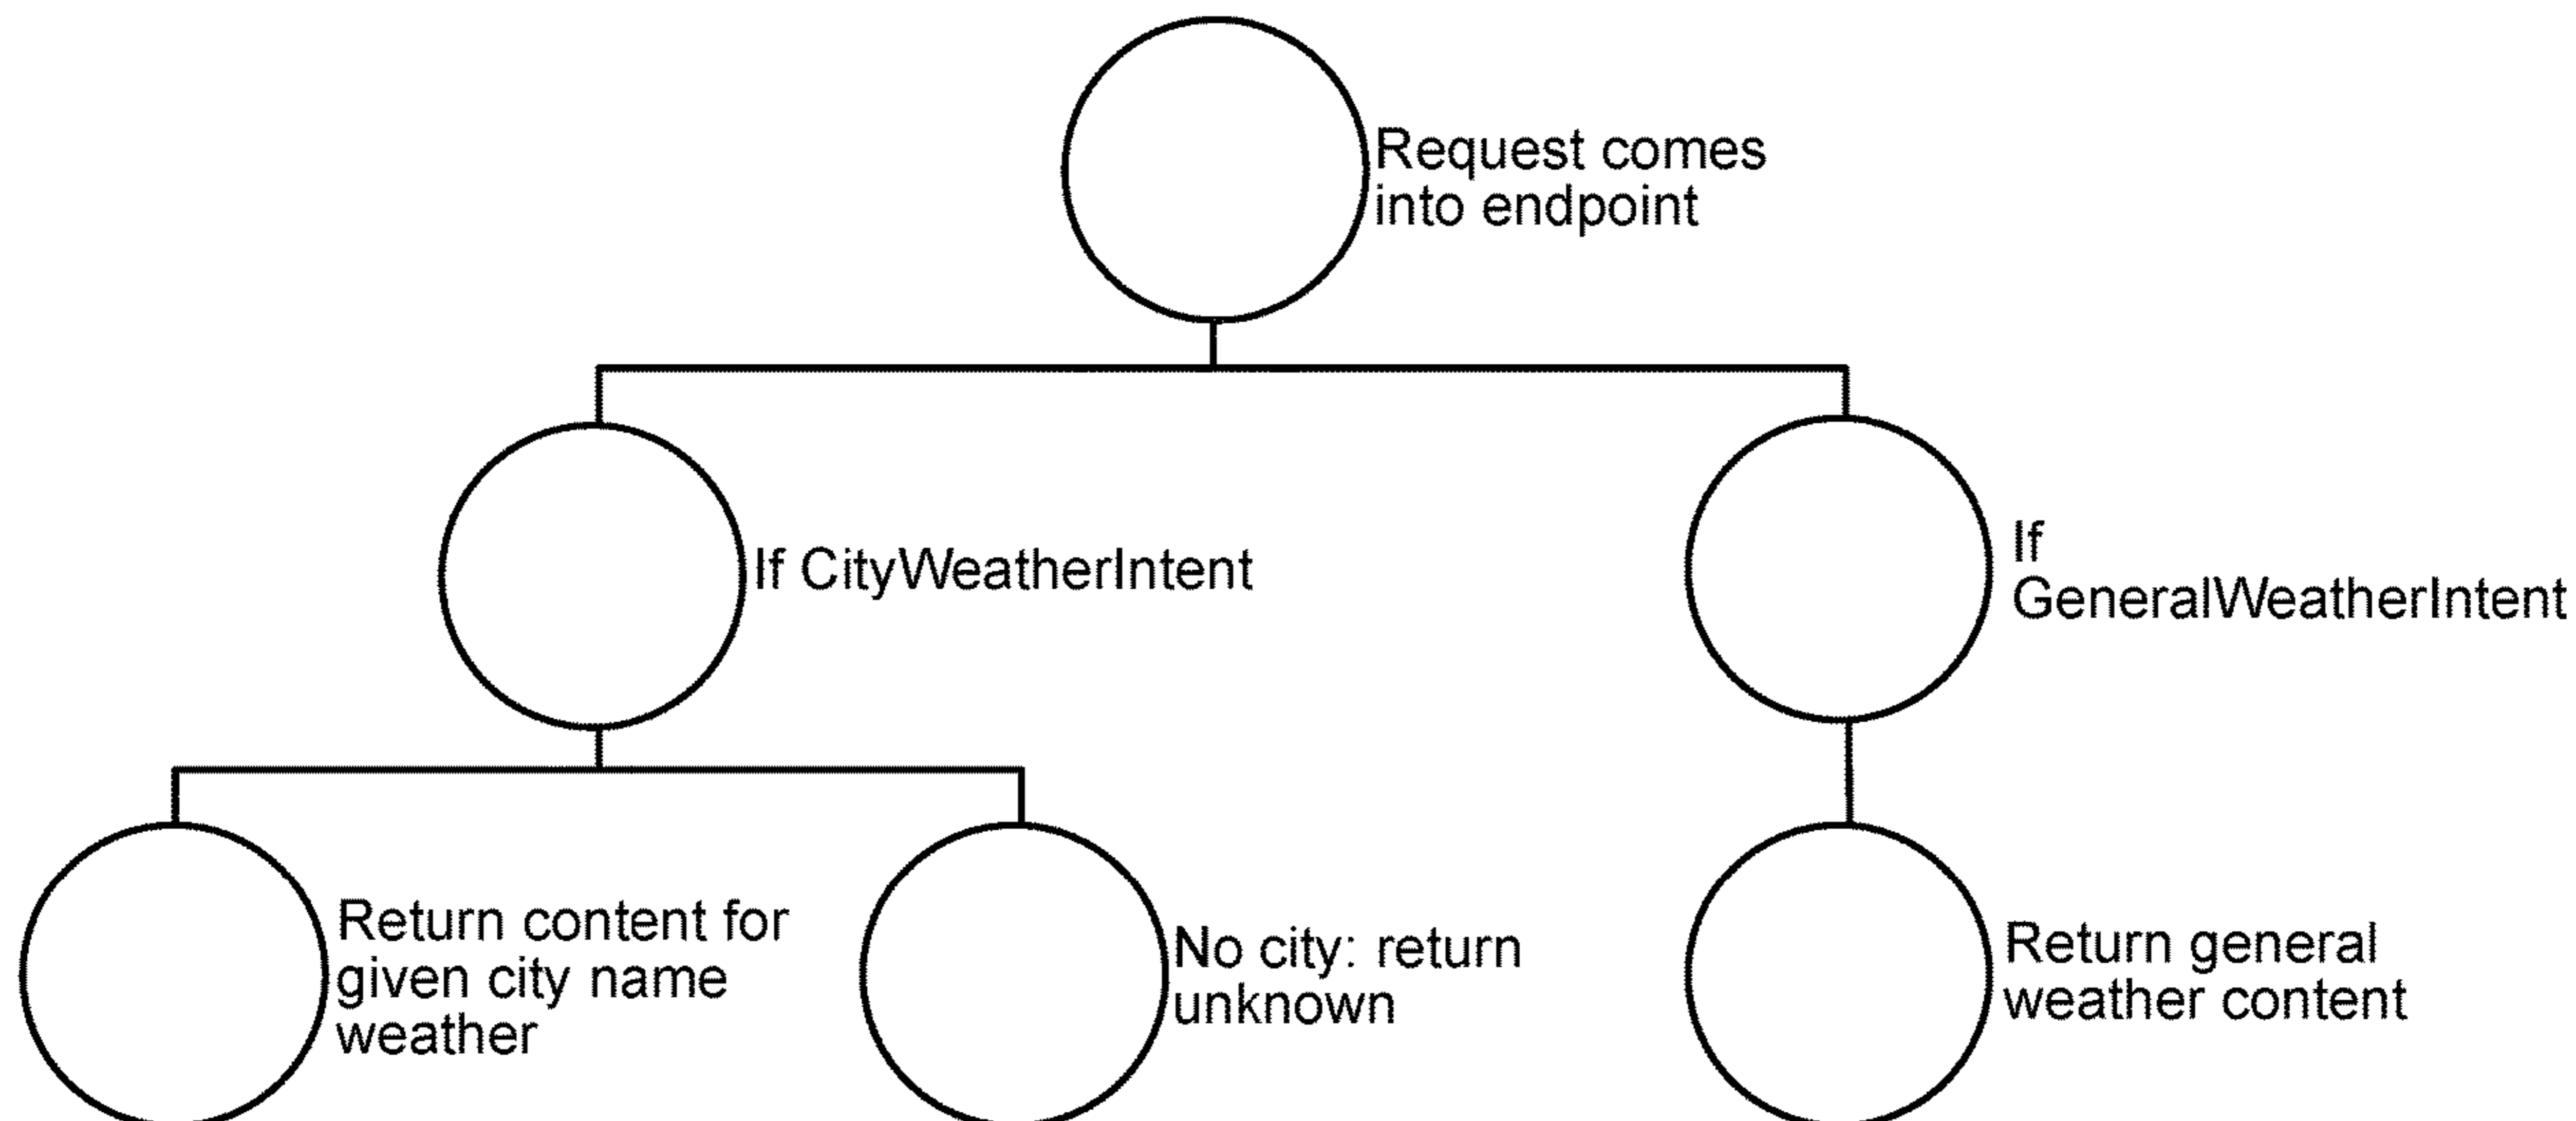 Request comes
into endpoint
If CityWeatherIntent
If
GeneralWeatherIntent
Return content for
given city name
weather
No city: return
unknown
Return general
weather content